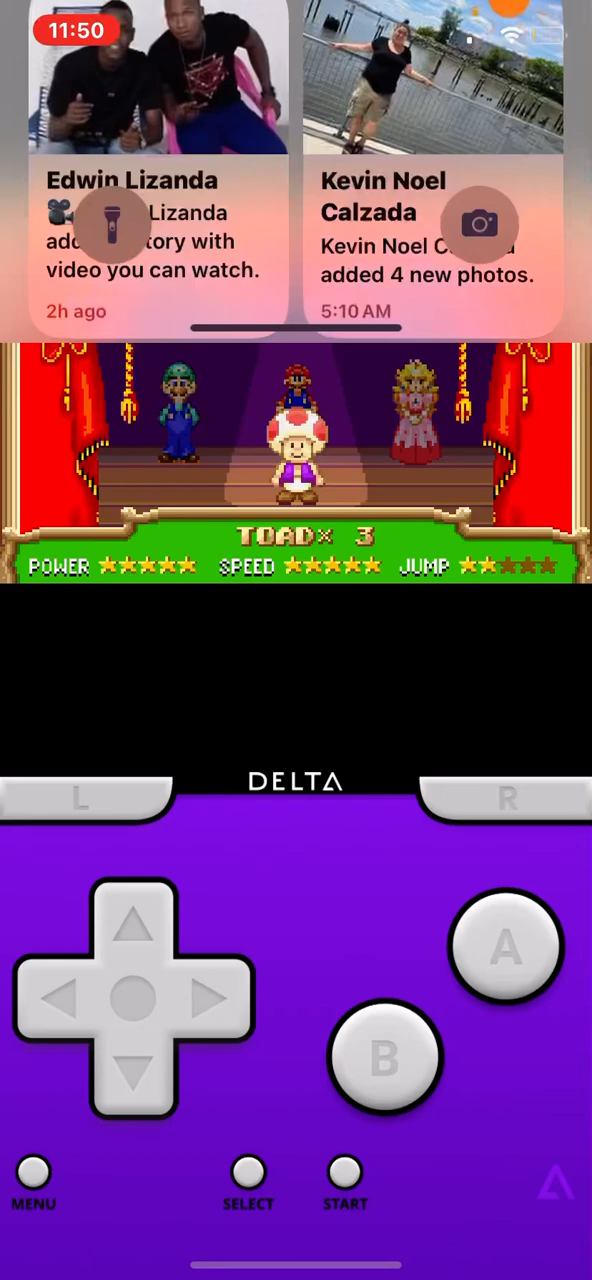 11:50
Edwin Lizanda
Lizanda
video you can watch.
2h ago
Kevin Noel
Calzada
Kevin Noel
added 4 new photos.
5:10 AM
TOAD× 3
POWER ★★★★★ SPEED ★★★★★ JUMP ★★★★★
DELTA
L
R
A
B
MENU
SELECT
START